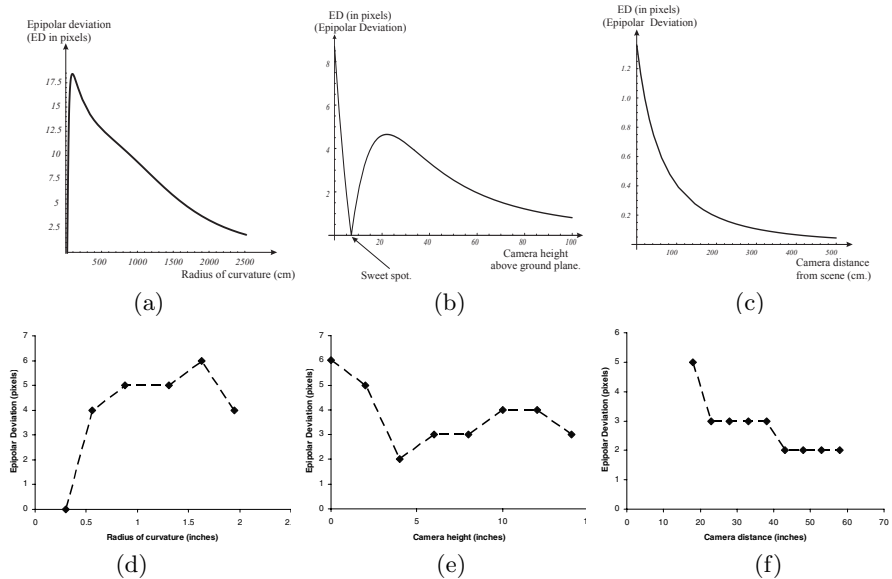 Epipolar deviation
(ED in pixels)
17.5
15
12.5
10
7.5
5
2.5
500 1000 1500 2000 2500
Radius of curvature (cm)
(a)
ED (in pixels)
(Epipolar Deviation)
8
6
4
2
20 40 60 80 100
Camera height
above ground plane.
Sweet spot.
(b)
ED (in pixels)
(Epipolar Deviation)
1.2
1.0
0.8
0.6
0.4
0.2
100 200 300 400 500
Camera distance
from scene (cm.)
(c)
Epipolar Deviation (pixels)
7
6
5
4
3
2
1
0
0 0.5 1 1.5 2 2.
Radius of curvature (inches)
(d)
Epipolar Deviation (pixels)
7
6
5
4
3
2
1
0
0 5 10 1
Camera height (inches)
(e)
Epipolar Deviation (pixels)
6
5
4
3
2
1
0
0 10 20 30 40 50 60 70
Camera distance (inches)
(f)